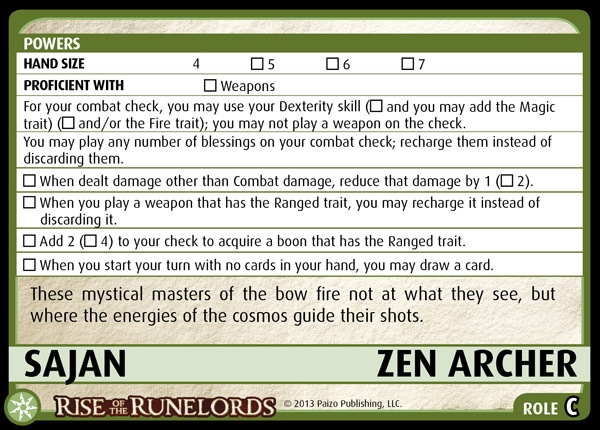 POWERS
HAND SIZE 4 ☐ 5 ☐ 6 ☐ 7
PROFICIENT WITH ☐ Weapons
For your combat check, you may use your Dexterity skill (☐ and you may add the Magic
trait) (☐ and/or the Fire trait); you may not play a weapon on the check.
You may play any number of blessings on your combat check; recharge them instead of
discarding them.
☐ When dealt damage other than Combat damage, reduce that damage by 1 (☐ 2).
☐ When you play a weapon that has the Ranged trait, you may recharge it instead of
discarding it.
☐ Add 2 (☐ 4) to your check to acquire a boon that has the Ranged trait.
☐ When you start your turn with no cards in your hand, you may draw a card.
These mystical masters of the bow fire not at what they see, but
where the energies of the cosmos guide their shots.
SAJAN ZEN ARCHER
RISE OF THE RUNELORDS © 2013 Paizo Publishing, LLC. ROLE C